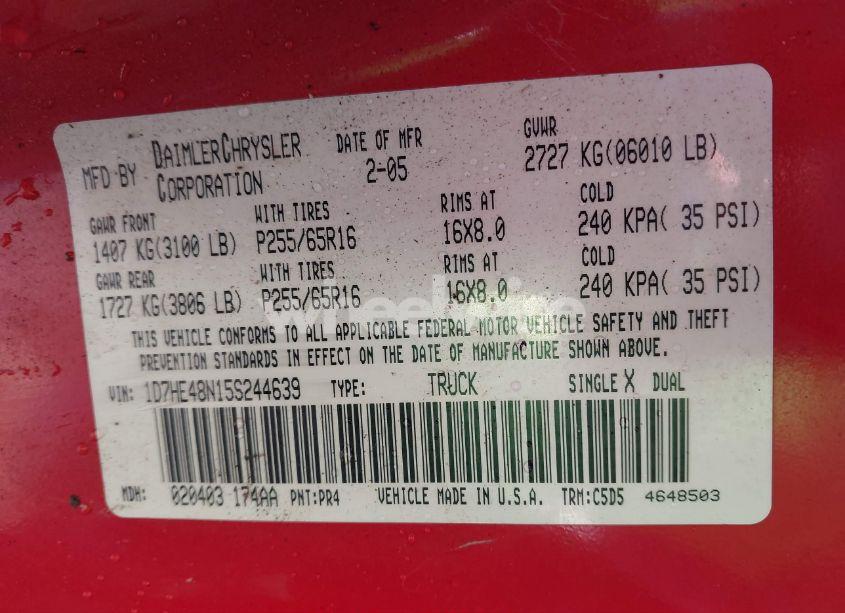 MFD BY DAIMLERCHRYSLER CORPORATION DATE OF MFR 2-05 GVWR 2727 KG(06010 LB)
GAWR FRONT WITH TIRES RIMS AT COLD
1407 KG(3100 LB) P255/65R16 16X8.0 240 KPA( 35 PSI)
GAWR REAR WITH TIRES RIMS AT COLD
1727 KG(3806 LB) P255/65R16 16X8.0 240 KPA( 35 PSI)
THIS VEHICLE CONFORMS TO ALL APPLICABLE FEDERAL MOTOR VEHICLE SAFETY AND THEFT
PREVENTION STANDARDS IN EFFECT ON THE DATE OF MANUFACTURE SHOWN ABOVE.
VIN: 1D7HE48N15S244639 TYPE: TRUCK SINGLE X DUAL
MDH: 020403 174AA PNT:PR4 VEHICLE MADE IN U.S.A. TRM:C5D5 4648503